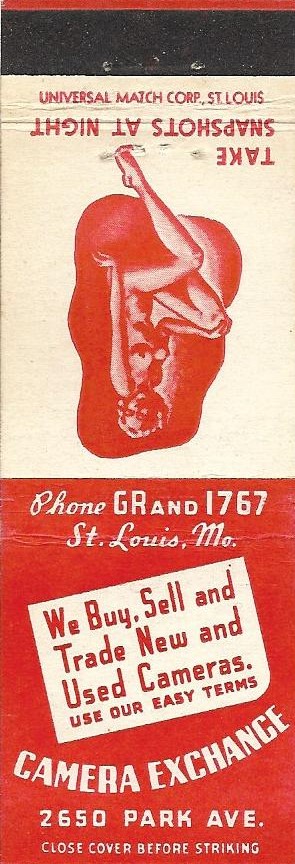 UNIVERSAL MATCH CORP., ST. LOUIS
TAKE
SNAPSHOTS AT NIGHT
Phone GRAND 1767
St. Louis, Mo.
We Buy, Sell and
Trade New and
Used Cameras.
USE OUR EASY TERMS
CAMERA EXCHANGE
2650 PARK AVE.
CLOSE COVER BEFORE STRIKING